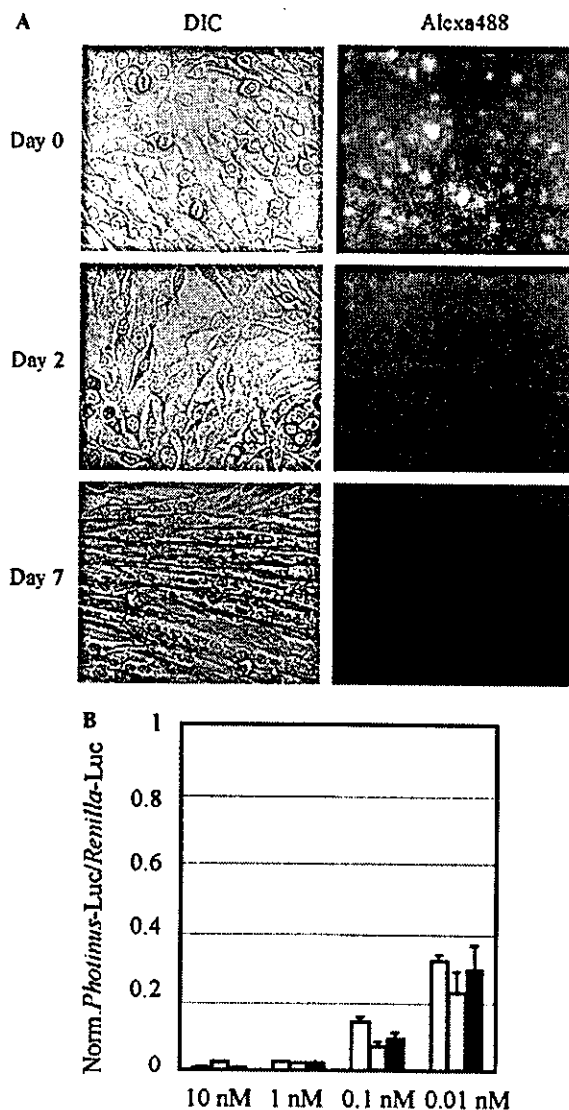 A DIC Alexa488
Day 0
Day 2
Day 7
B
Norm.Photinus-Luc/Renilla-Luc
1
0.8
0.6
0.4
0.2
0
10 nM 1 nM 0.1 nM 0.01 nM